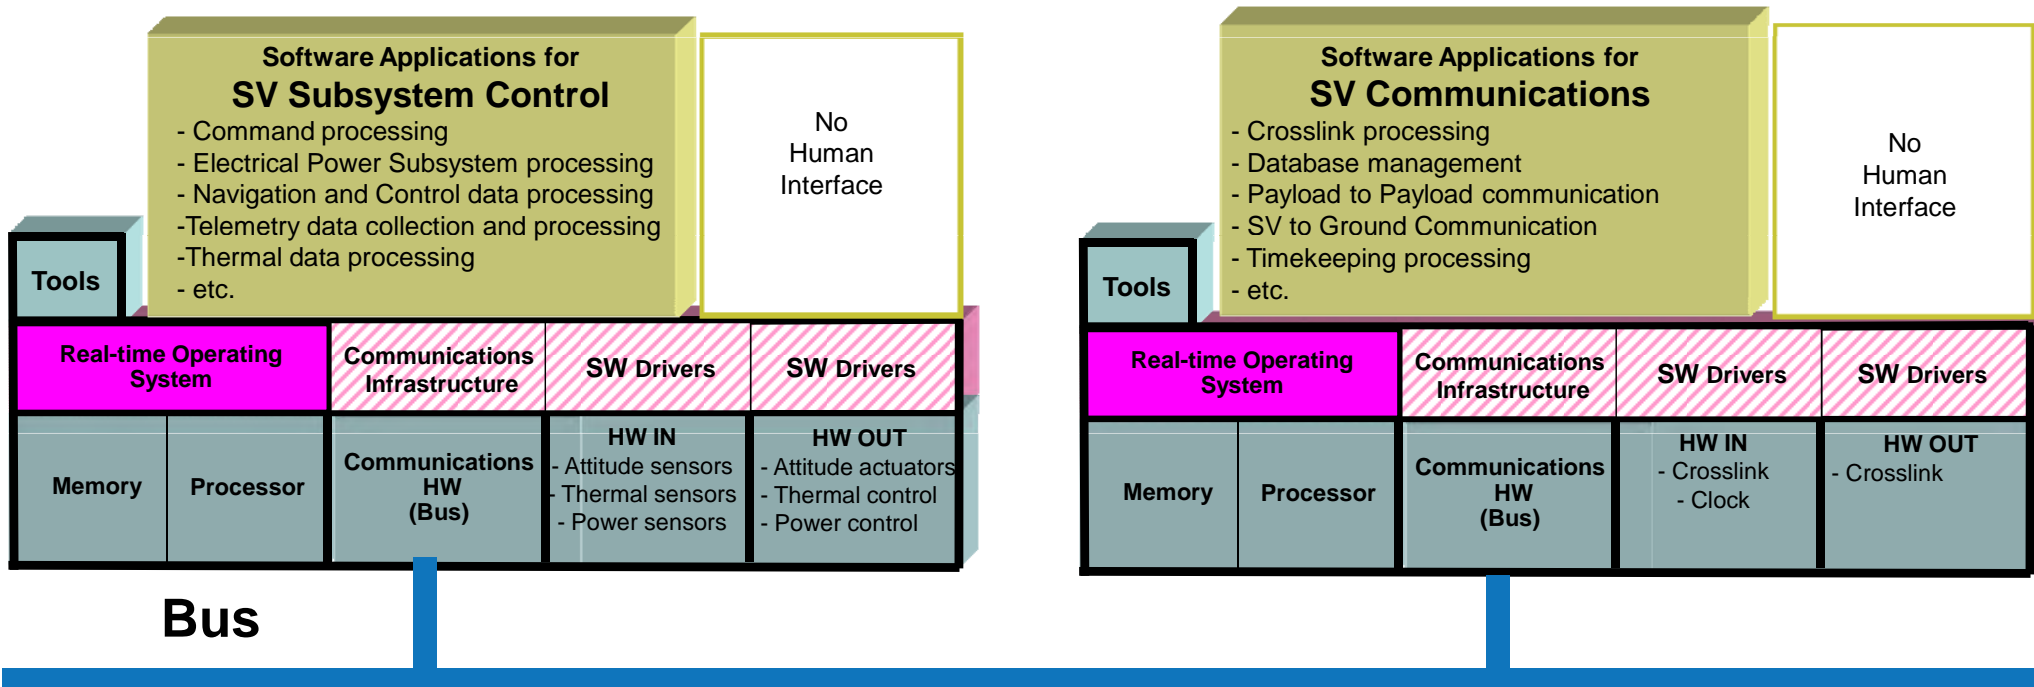 Software Applications for
SV Subsystem Control
- Command processing
- Electrical Power Subsystem processing
- Navigation and Control data processing
-Telemetry data collection and processing
-Thermal data processing
- etc.
No
Human
Interface
Tools
Real-time Operating
System
Communications
Infrastructure
SW Drivers
SW Drivers
Memory
Processor
Communications
HW
(Bus)
HW IN
- Attitude sensors
- Thermal sensors
- Power sensors
HW OUT
- Attitude actuators
- Thermal control
- Power control
Software Applications for
SV Communications
- Crosslink processing
- Database management
- Payload to Payload communication
- SV to Ground Communication
- Timekeeping processing
- etc.
No
Human
Interface
Tools
Real-time Operating
System
Communications
Infrastructure
SW Drivers
SW Drivers
Memory
Processor
Communications
HW
(Bus)
HW IN
- Crosslink
- Clock
HW OUT
- Crosslink
Bus